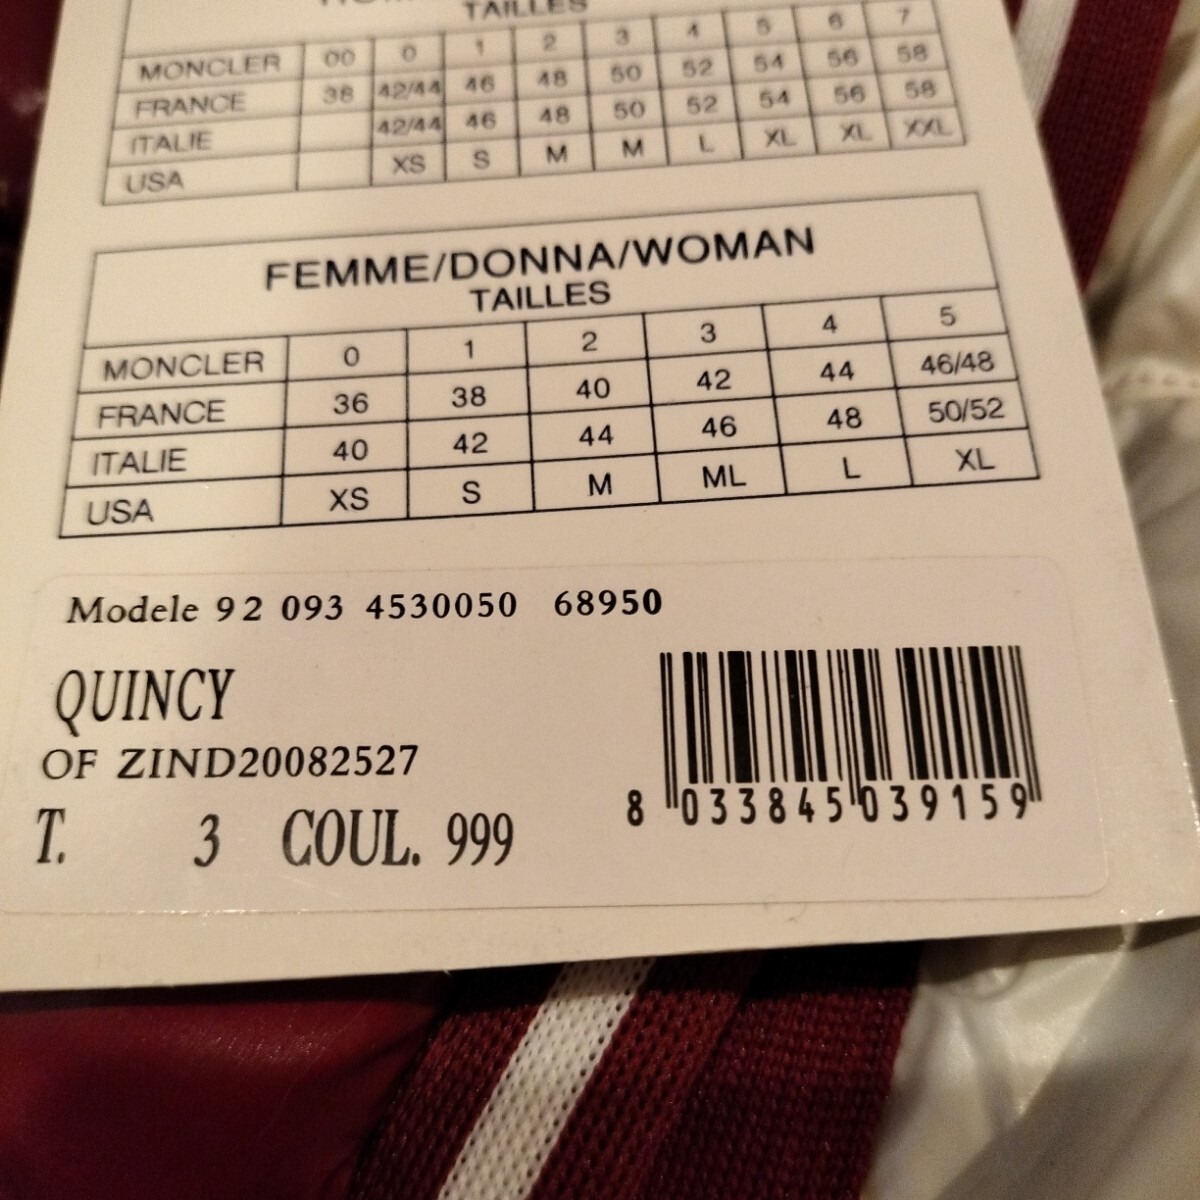 TAILLES
MONCLER 00 0 1 2 3 4 5 6 7
FRANCE 38 42/44 46 48 50 52 54 56 58
ITALIE 42/44 46 48 50 52 54 56 58
USA XS S M M L XL XL XXL
FEMME/DONNA/WOMAN
TAILLES
MONCLER 0 1 2 3 4 5
FRANCE 36 38 40 42 44 46/48
ITALIE 40 42 44 46 48 50/52
USA XS S M ML L XL
Modele 92 093 4530050 68950
QUINCY
OF ZIND20082527
T. 3 COUL. 999
8 033845 039159